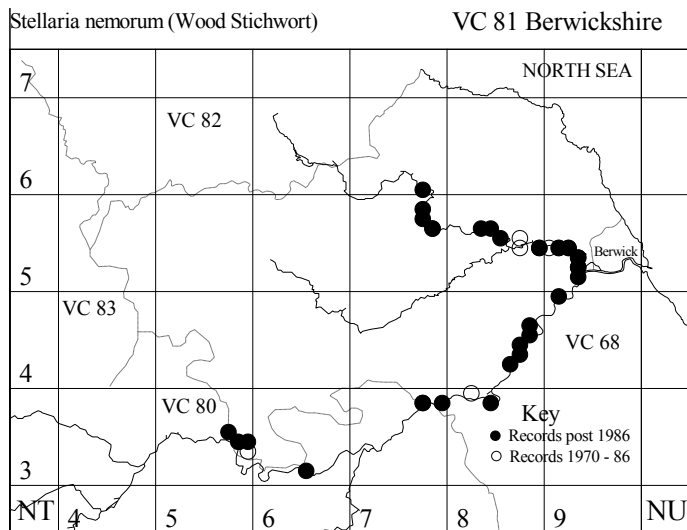 Stellaria nemorum (Wood Stichwort)
VC 81 Berwickshire
NORTH SEA
7
VC 82
6
Berwick
5
VC 83
VC 68
4
VC 80
Key
Records post 1986
Records 1970 - 86
3
NT
4
5
6
7
8
9
NU